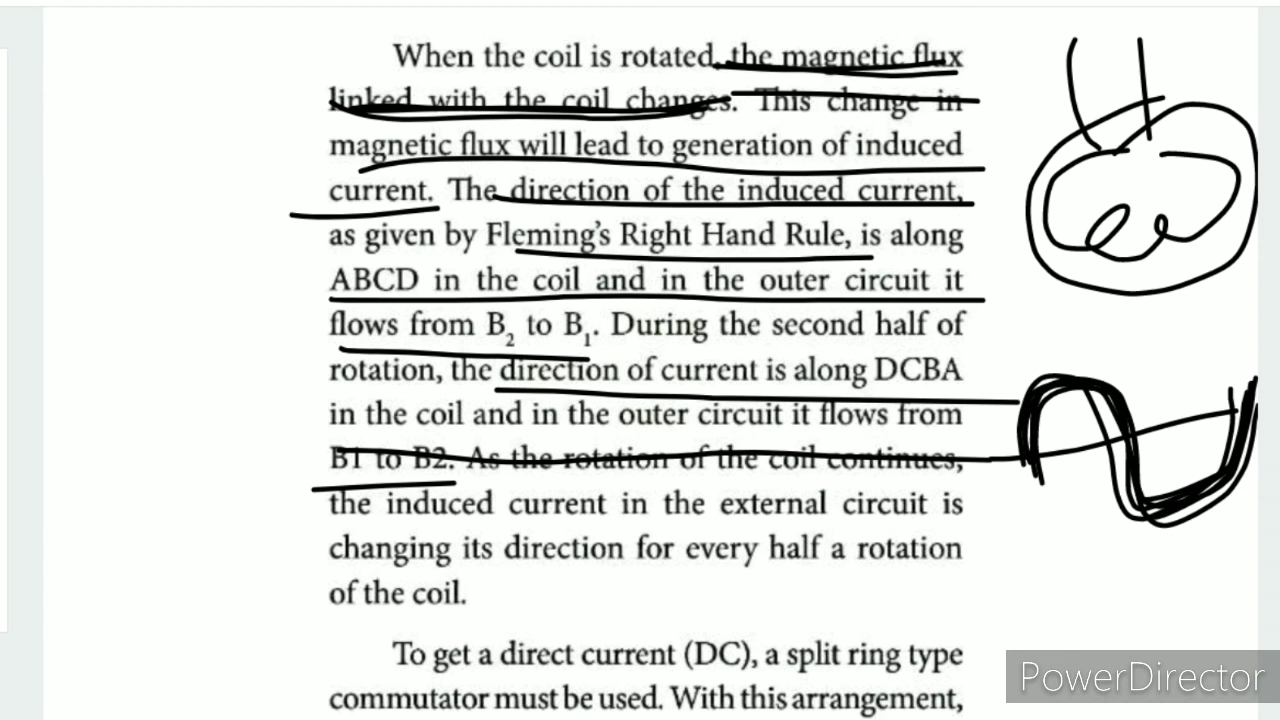 When the coil is rotated, the magnetic flux
linked with the coil changes. This change in
magnetic flux will lead to generation of induced
current. The direction of the induced current,
as given by Fleming's Right Hand Rule, is along
ABCD in the coil and in the outer circuit it
flows from B₂ to B₁. During the second half of
rotation, the direction of current is along DCBA
in the coil and in the outer circuit it flows from
B1 to B2. As the rotation of the coil continues,
the induced current in the external circuit is
changing its direction for every half a rotation
of the coil.
To get a direct current (DC), a split ring type
commutator must be used. With this arrangement,
PowerDirector